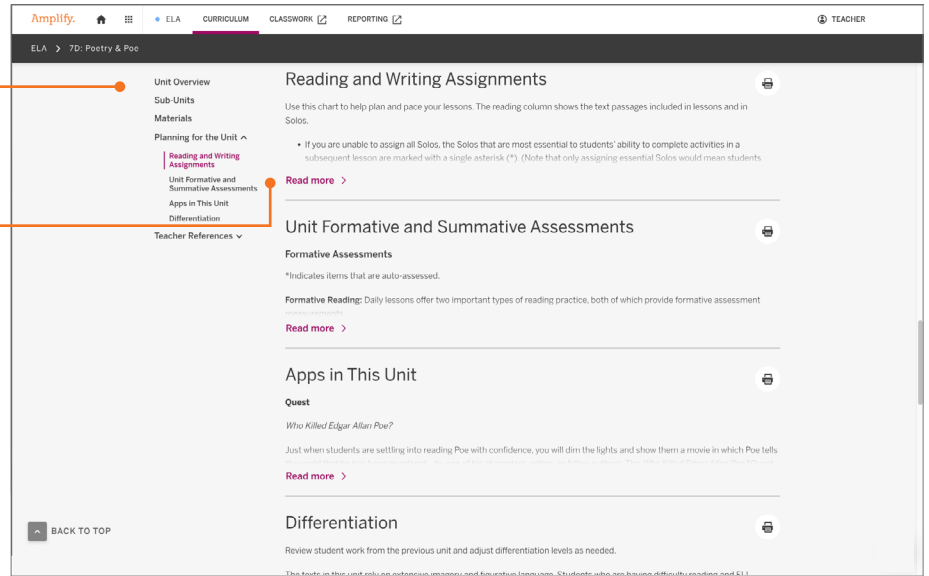 Amplify.
ELA
CURRICULUM
CLASSWORK
REPORTING
TEACHER
ELA > 7D: Poetry & Poe
Unit Overview
Sub-Units
Materials
Planning for the Unit
Reading and Writing
Assignments
Unit Formative and
Summative Assessments
Apps in This Unit
Differentiation
Teacher References
Reading and Writing Assignments
Use this chart to help plan and pace your lessons. The reading column shows the text passages included in lessons and in
Solos.
• If you are unable to assign all Solos, the Solos that are most essential to students' ability to complete activities in a
subsequent lesson are marked with a single asterisk (*). (Note that only assigning essential Solos would mean students
Read more >
Unit Formative and Summative Assessments
Formative Assessments
*Indicates items that are auto-assessed.
Formative Reading: Daily lessons offer two important types of reading practice, both of which provide formative assessment
Read more >
Apps in This Unit
Quest
Who Killed Edgar Allan Poe?
Just when students are settling into reading Poe with confidence, you will dim the lights and show them a movie in which Poe tells
Read more >
Differentiation
Review student work from the previous unit and adjust differentiation levels as needed.
The texts in this unit rely on extensive imagery and figurative language. Students who are having difficulty reading and ELL
BACK TO TOP